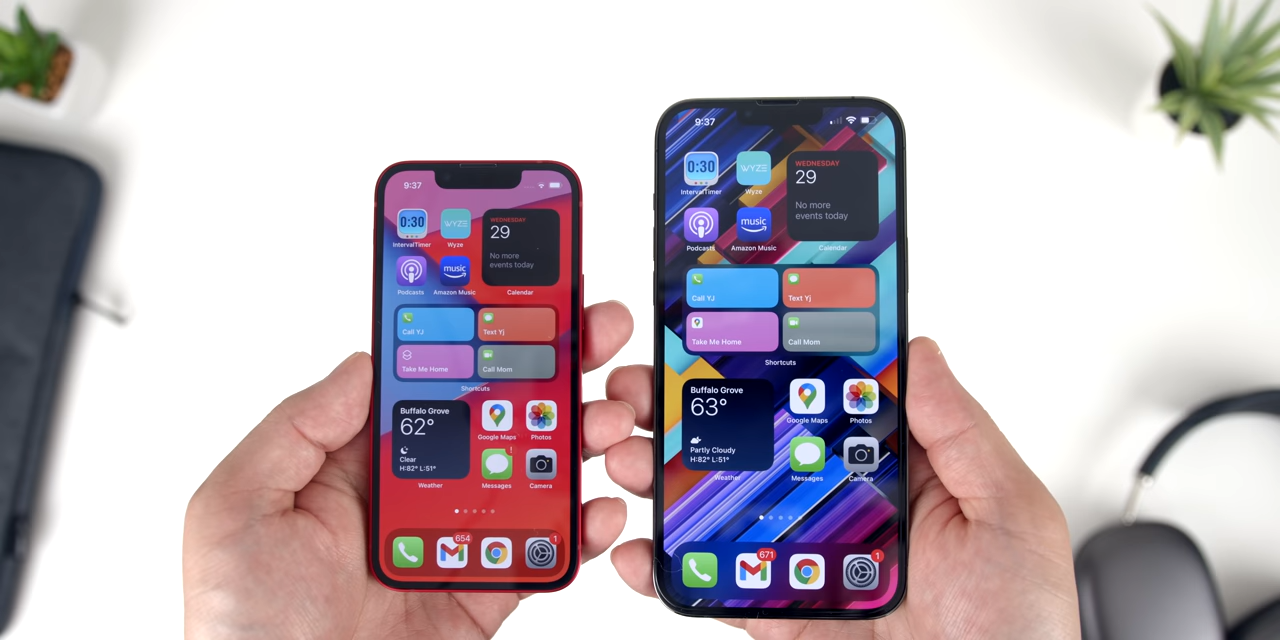 9:37
0:30
WYZE
WEDNESDAY
29
No more
events today
IntervalTimer
Wyze
music
Podcasts
Amazon Music
Calendar
Call YJ
Text Yj
Take Me Home
Call Mom
Shortcuts
Buffalo Grove
62°
Clear
H:82° L:51°
Weather
Google Maps
Photos
!
Messages
Camera
654
1
9:37
0:30
WYZE
WEDNESDAY
29
No more
events today
IntervalTimer
Wyze
music
Podcasts
Amazon Music
Calendar
Call YJ
Text Yj
Take Me Home
Call Mom
Shortcuts
Buffalo Grove
63°
Partly Cloudy
H:82° L:51°
Weather
Google Maps
Photos
Messages
Camera
671
1